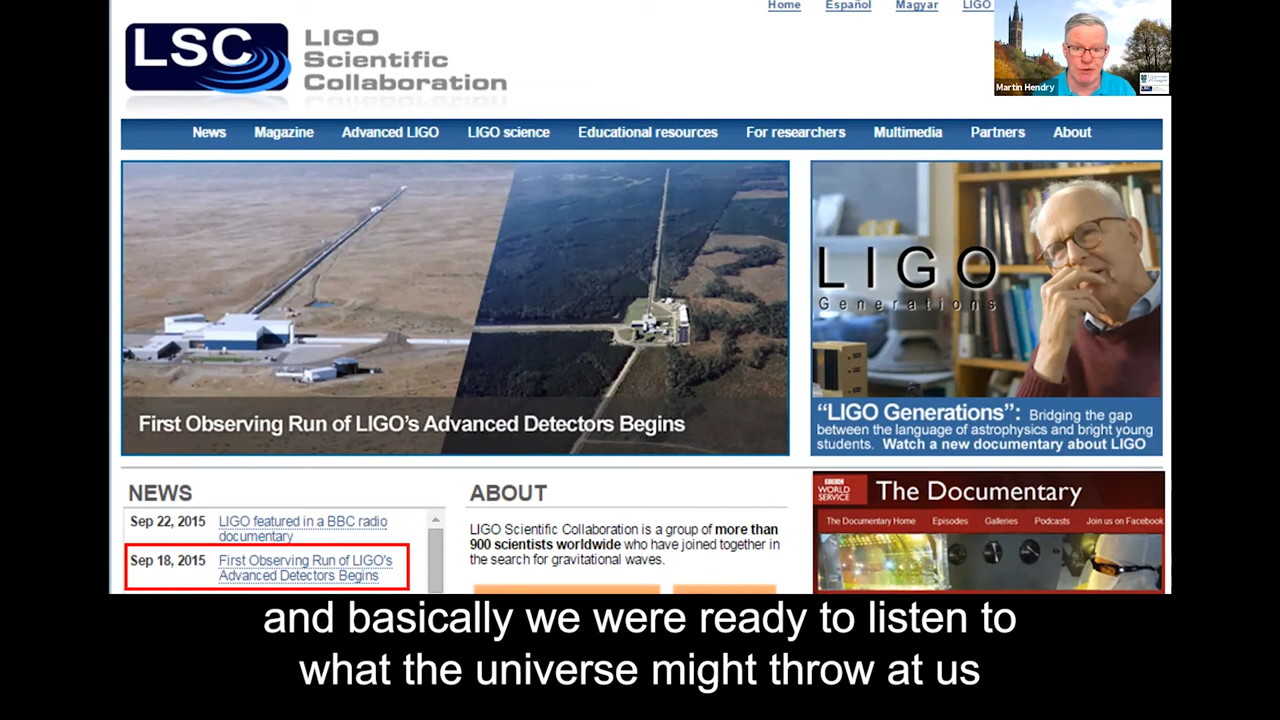 Home Español Magyar LIGO
LSC
LIGO
Scientific
Collaboration
Martin Hendry
News Magazine Advanced LIGO LIGO science Educational resources For researchers Multimedia Partners About
First Observing Run of LIGO's Advanced Detectors Begins
LIGO
Generations
“LIGO Generations”: Bridging the gap
between the language of astrophysics and bright young
students. Watch a new documentary about LIGO
NEWS
Sep 22, 2015 LIGO featured in a BBC radio
documentary
Sep 18, 2015 First Observing Run of LIGO's
Advanced Detectors Begins
ABOUT
LIGO Scientific Collaboration is a group of more than
900 scientists worldwide who have joined together in
the search for gravitational waves.
BBC
WORLD
SERVICE
The Documentary
The Documentary Home Episodes Galleries Podcasts Join us on Facebook
and basically we were ready to listen to
what the universe might throw at us